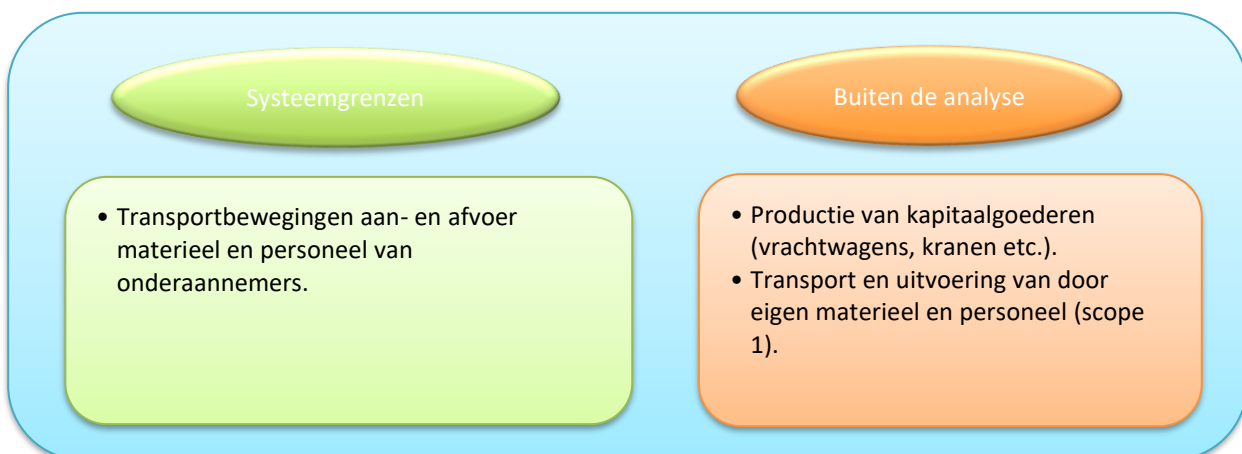 Systeemgrenzen
• Transportbewegingen aan- en afvoer
materieel en personeel van
onderaannemers.
Buiten de analyse
• Productie van kapitaalgoederen
(vrachtwagens, kranen etc.).
• Transport en uitvoering van door
eigen materieel en personeel (scope
1).